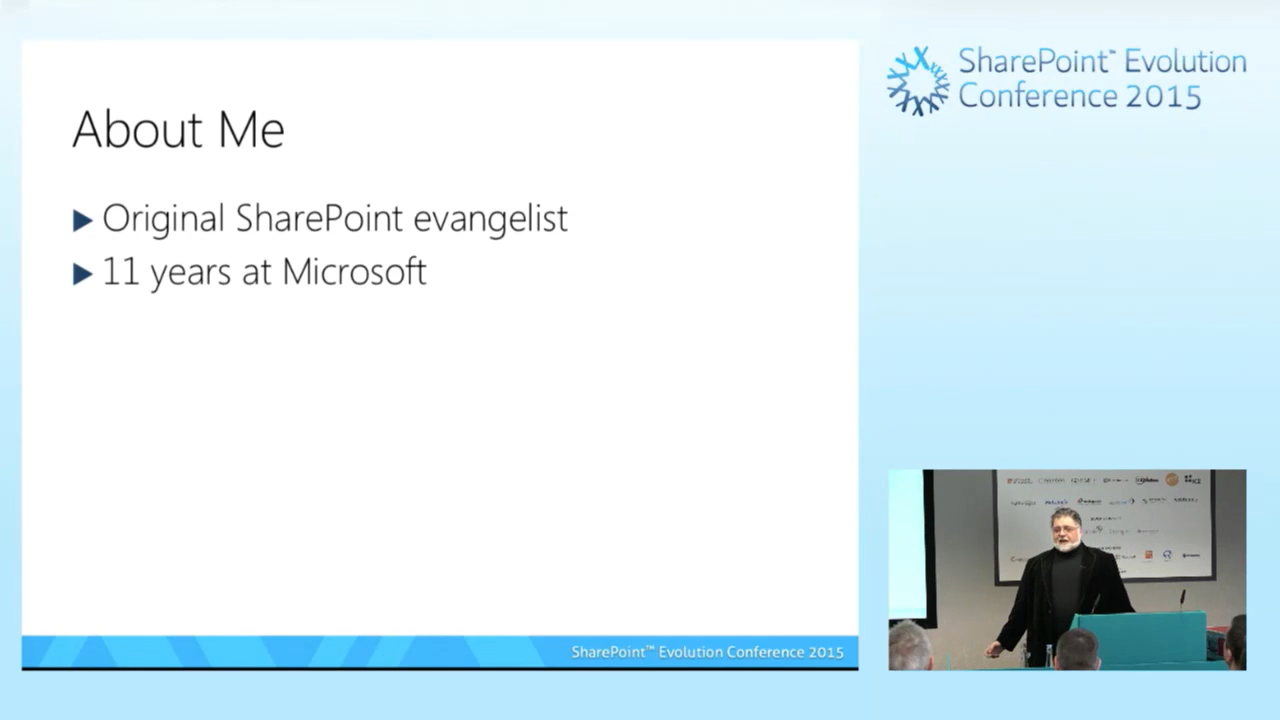 SharePoint™ Evolution
Conference 2015
About Me
▶ Original SharePoint evangelist
▶ 11 years at Microsoft
SharePoint™ Evolution Conference 2015